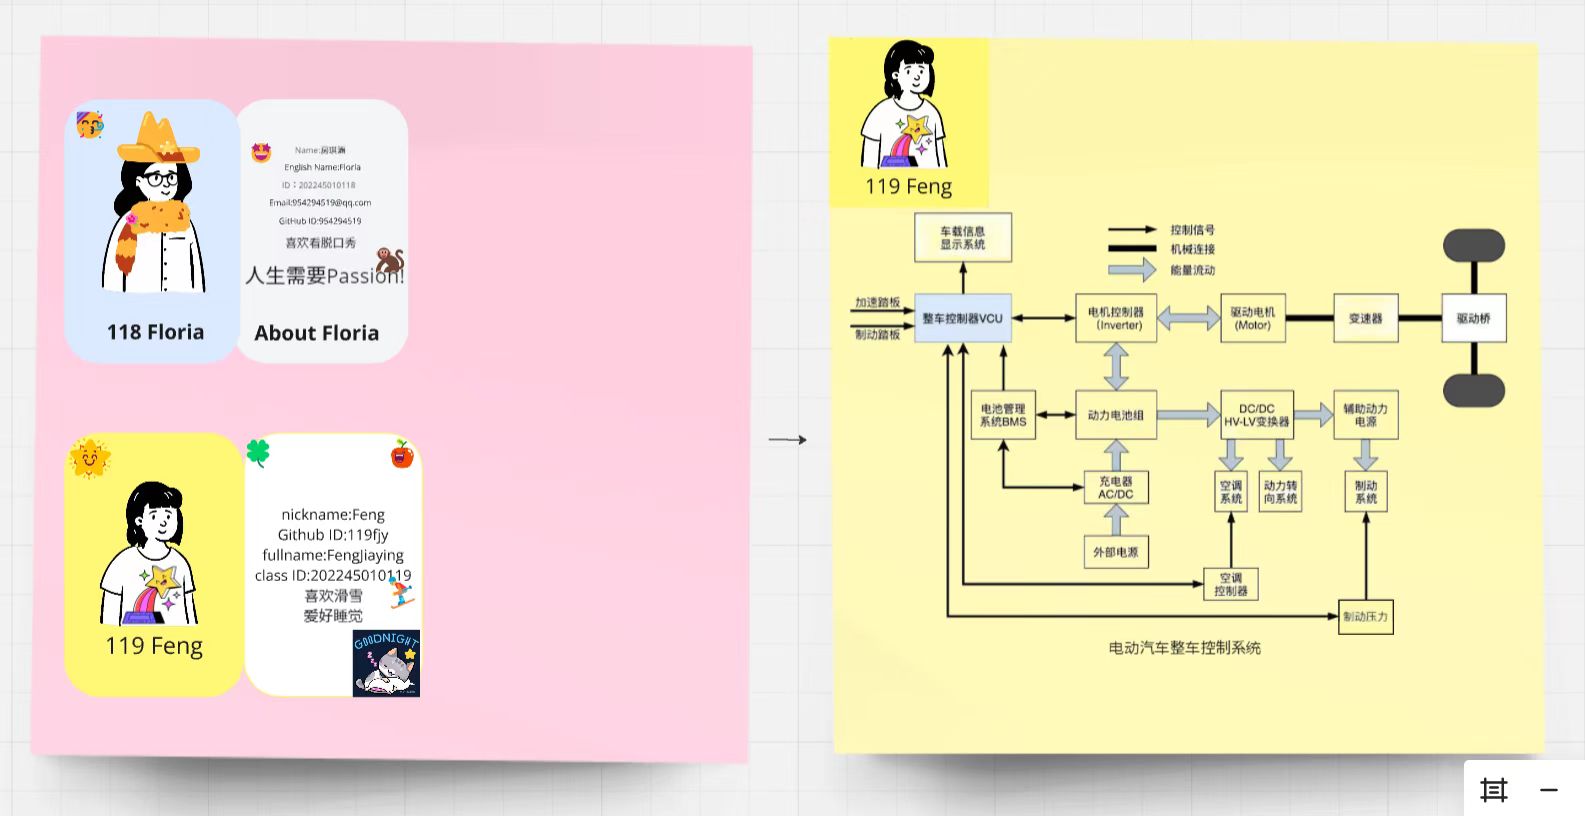 Name:房琪涵
English Name:Floria
ID：202245010118
Email:954294519@qq.com
GitHub ID:954294519
喜欢看脱口秀
人生需要Passion!
118 Floria
About Floria
nickname:Feng
Github ID:119fjy
fullname:FengJiaying
class ID:202245010119
喜欢滑雪
爱好睡觉
119 Feng
GOODNIGHT
119 Feng
车载信息
显示系统
控制信号
机械连接
能量流动
加速踏板
制动踏板
整车控制器VCU
电机控制器
（Inverter)
驱动电机
(Motor)
变速器
驱动桥
电池管理
系统BMS
动力电池组
DC/DC
HV-LV变换器
辅助动力
电源
充电器
AC/DC
空调
系统
动力转
向系统
制动
系统
外部电源
空调
控制器
制动压力
电动汽车整车控制系统